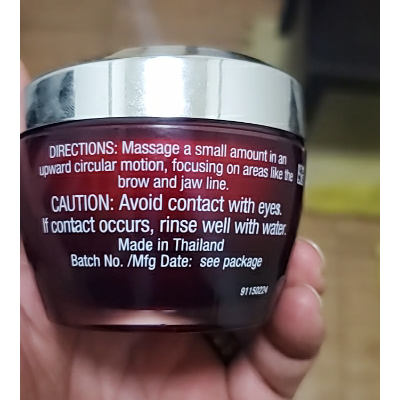 DIRECTIONS: Massage a small amount in an
upward circular motion, focusing on areas like the
brow and jaw line.
CAUTION: Avoid contact with eyes.
If contact occurs, rinse well with water.
Made in Thailand
Batch No. /Mfg Date: see package
91150224